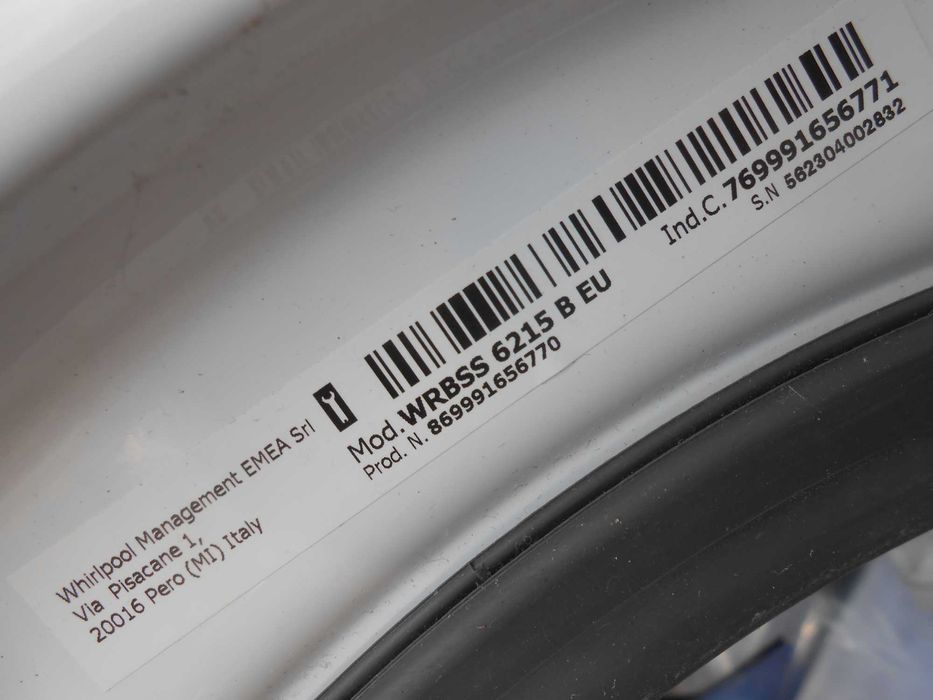 Whirlpool Management EMEA Srl
Via Pisacane 1,
20016 Pero (MI) Italy
Mod. WRBSS 6215 B EU
Prod. N. 869991656770
Ind.C. 769991656771
S.N 562304002832